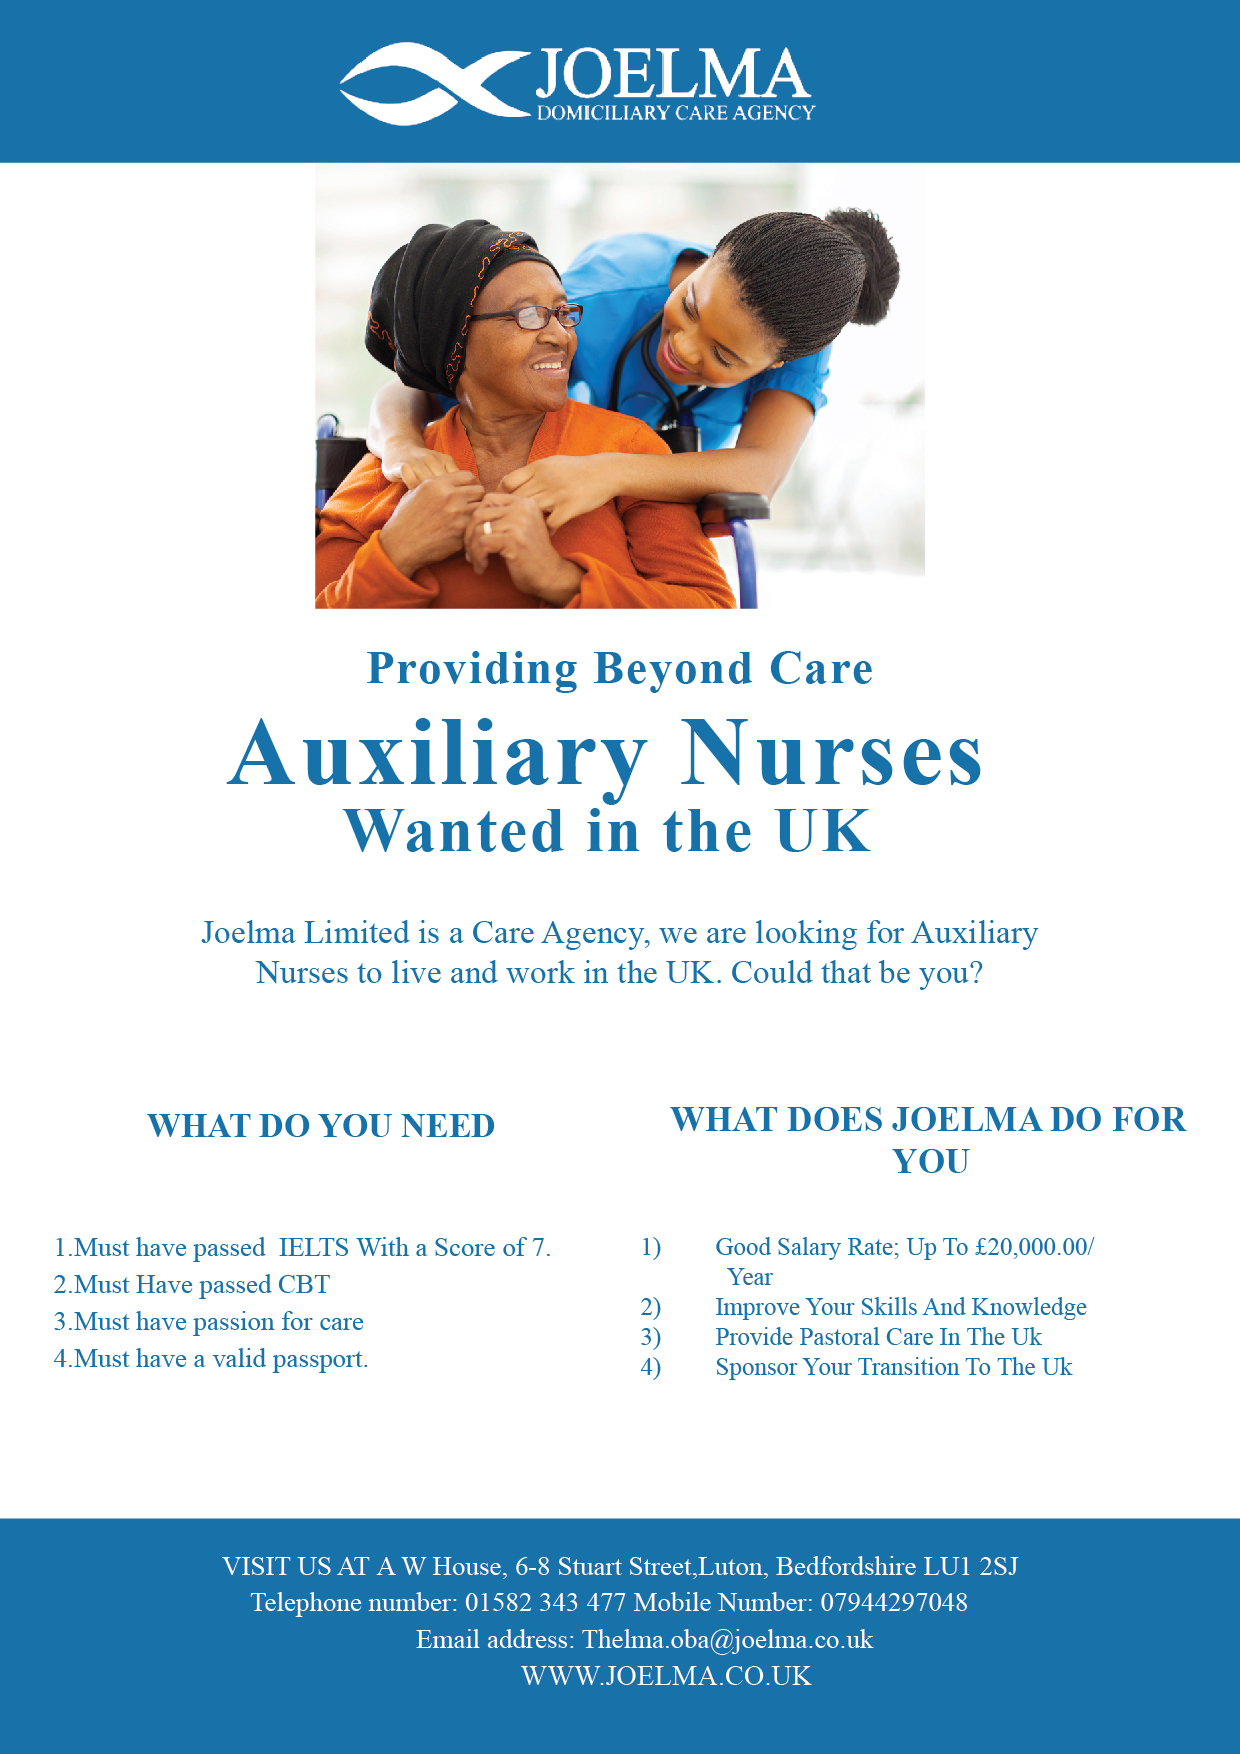 JOELMA
DOMICILIARY CARE AGENCY
Providing Beyond Care
Auxiliary Nurses
Wanted in the UK
Joelma Limited is a Care Agency, we are looking for Auxiliary
Nurses to live and work in the UK. Could that be you?
WHAT DO YOU NEED
1.Must have passed  IELTS With a Score of 7.
2.Must Have passed CBT
3.Must have passion for care
4.Must have a valid passport.
WHAT DOES JOELMA DO FOR
YOU
1) Good Salary Rate; Up To £20,000.00/
Year
2) Improve Your Skills And Knowledge
3) Provide Pastoral Care In The Uk
4) Sponsor Your Transition To The Uk
VISIT US AT A W House, 6-8 Stuart Street,Luton, Bedfordshire LU1 2SJ
Telephone number: 01582 343 477 Mobile Number: 07944297048
Email address: Thelma.oba@joelma.co.uk
WWW.JOELMA.CO.UK